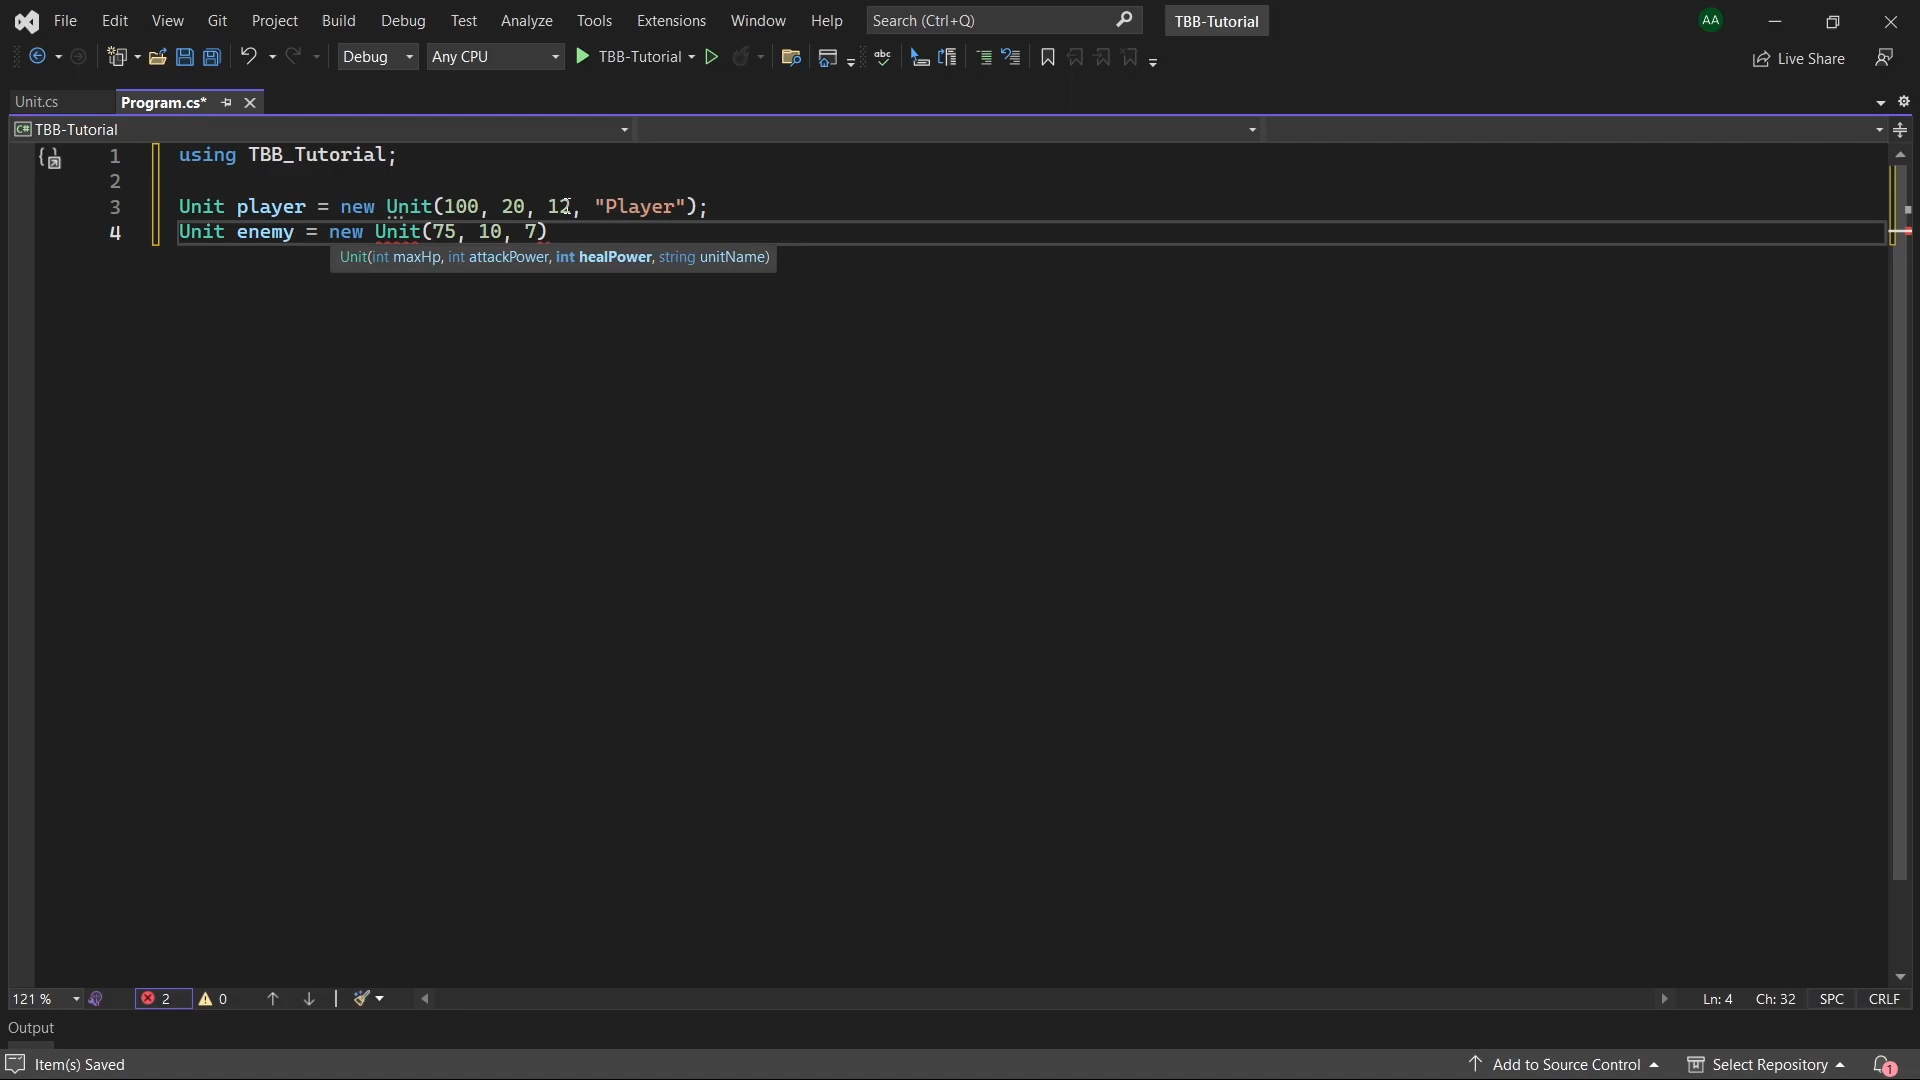 File Edit View Git Project Build Debug Test Analyze Tools Extensions Window Help Search (Ctrl+Q) TBB-Tutorial AA
Debug Any CPU TBB-Tutorial abc Live Share
Unit.cs Program.cs*
C# TBB-Tutorial
1 using TBB_Tutorial;
2
3 Unit player = new Unit(100, 20, 12, "Player");
4 Unit enemy = new Unit(75, 10, 7)
Unit(int maxHp, int attackPower, int healPower, string unitName)
121 % 2 0 Ln: 4 Ch: 32 SPC CRLF
Output
Item(s) Saved Add to Source Control Select Repository 1